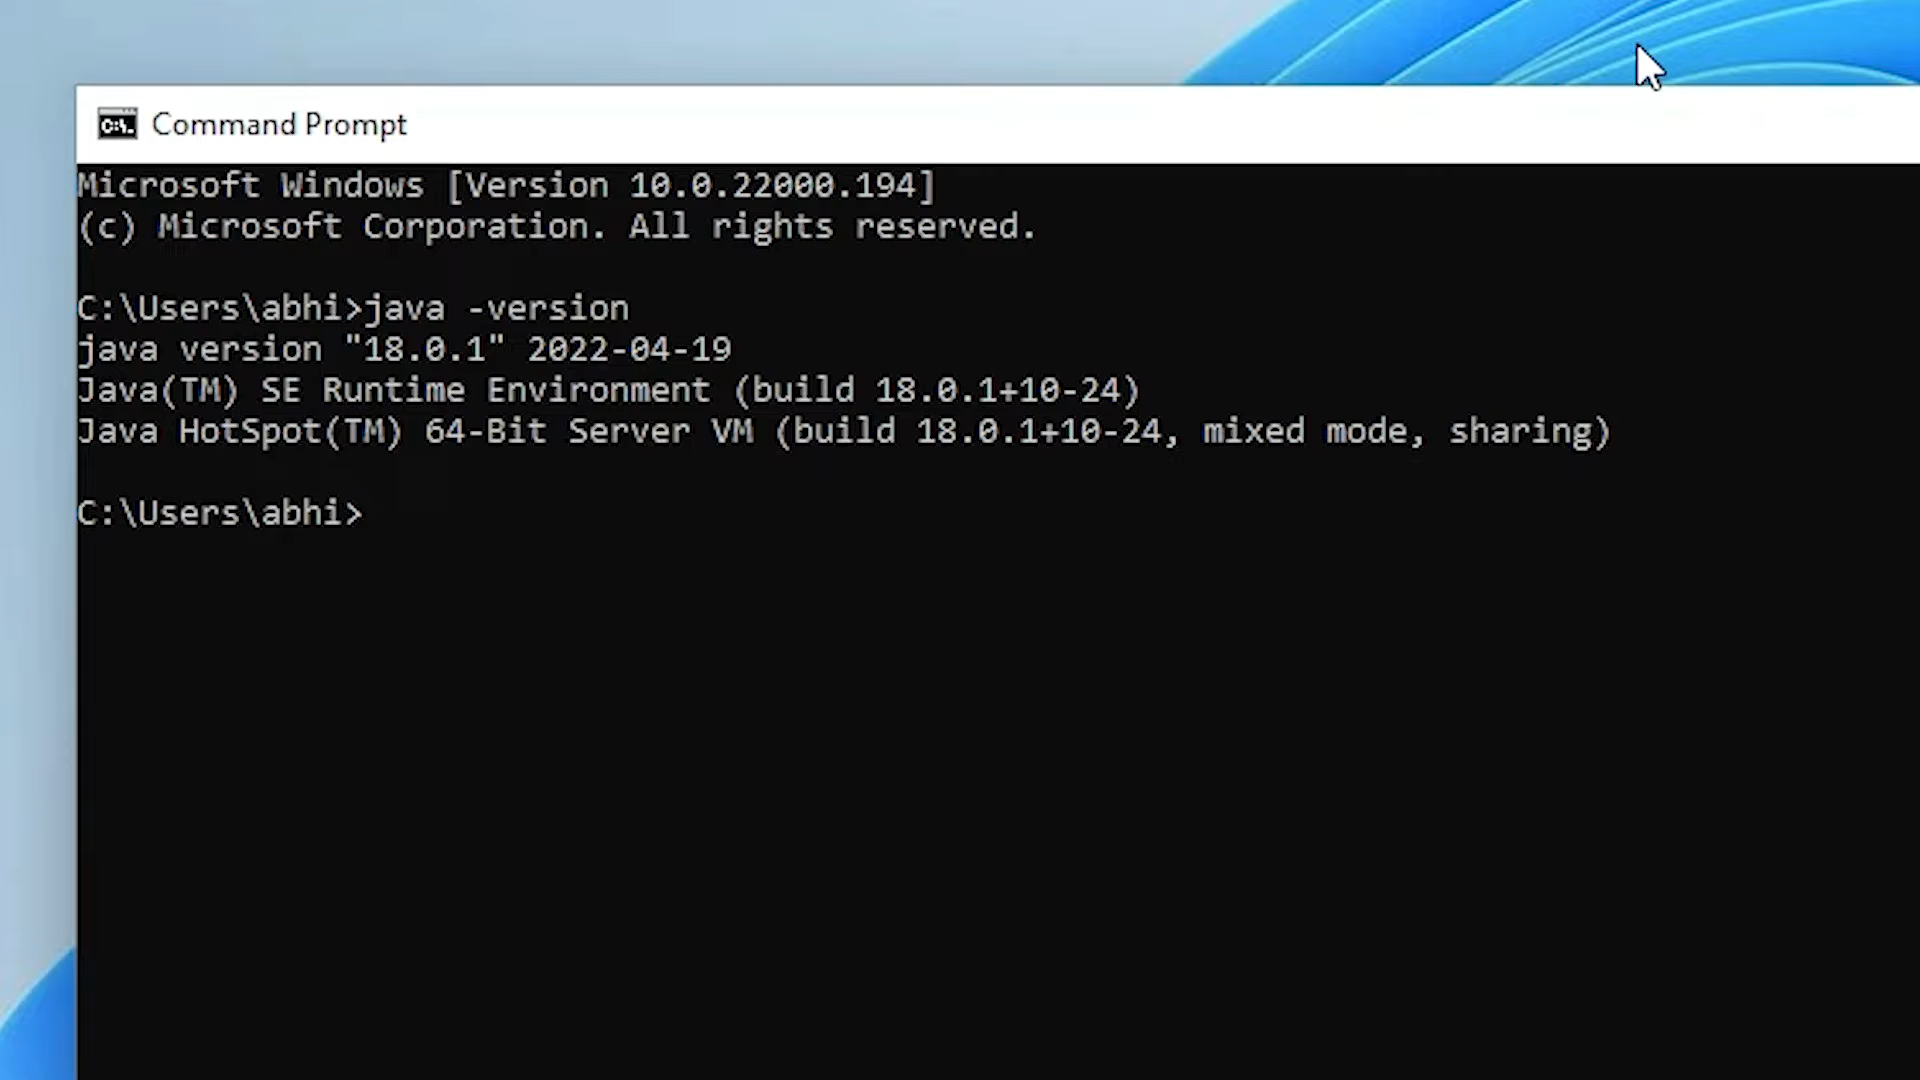 Command Prompt
Microsoft Windows [Version 10.0.22000.194]
(c) Microsoft Corporation. All rights reserved.
C:\Users\abhi>java -version
java version "18.0.1" 2022-04-19
Java(TM) SE Runtime Environment (build 18.0.1+10-24)
Java HotSpot(TM) 64-Bit Server VM (build 18.0.1+10-24, mixed mode, sharing)
C:\Users\abhi>